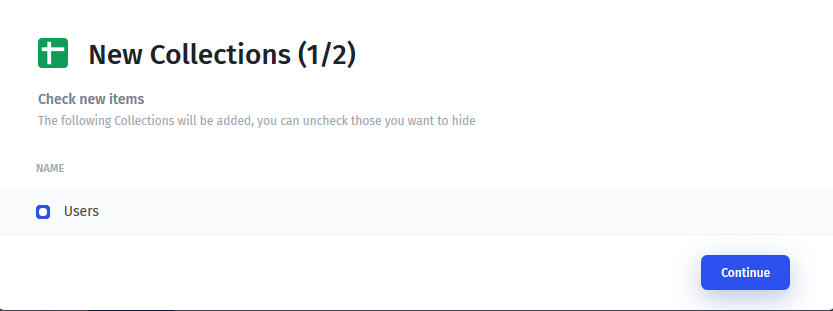 New Collections (1/2)
Check new items
The following Collections will be added, you can uncheck those you want to hide
NAME
Users
Continue